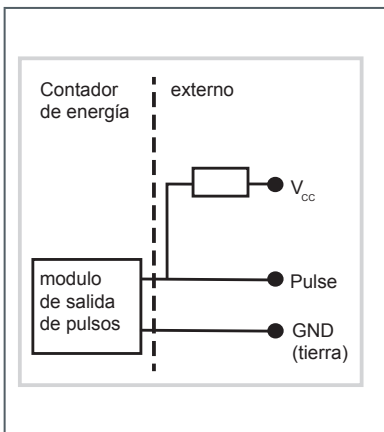 Contador
de energía
externo
V cc
modulo
de salida
de pulsos
Pulse
GND
(tierra)